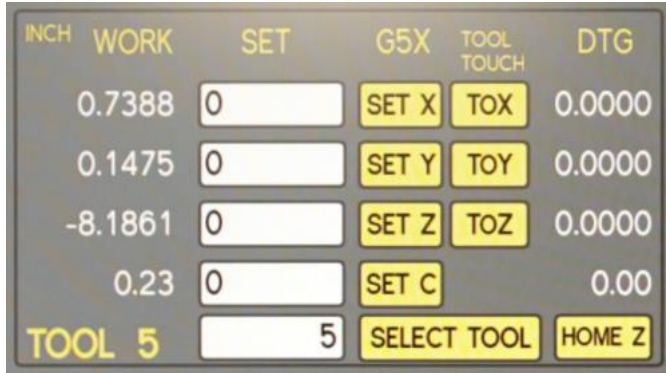 INCH WORK SET G5X TOOL TOUCH DTG
0.7388 0 SET X TOX 0.0000
0.1475 0 SET Y TOY 0.0000
-8.1861 0 SET Z TOZ 0.0000
0.23 0 SET C 0.00
TOOL 5 5 SELECT TOOL HOME Z